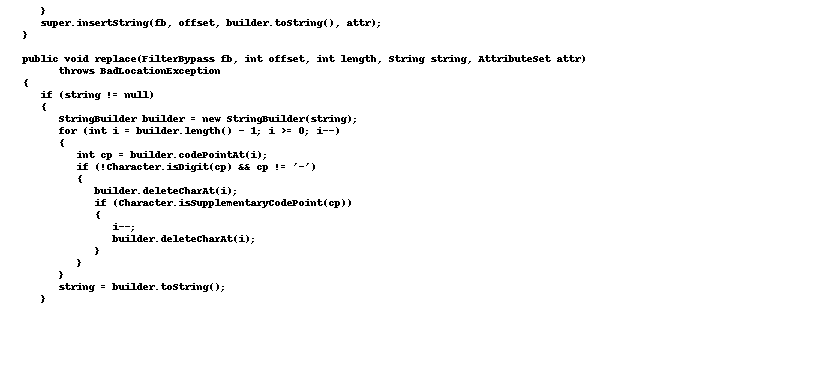 }
super.insertString(fb, offset, builder.toString(), attr);
}
public void replace(FilterBypass fb, int offset, int length, String string, AttributeSet attr)
throws BadLocationException
{
if (string != null)
{
StringBuilder builder = new StringBuilder(string);
for (int i = builder.length() - 1; i >= 0; i--)
{
int cp = builder.codePointAt(i);
if (!Character.isDigit(cp) && cp != '-')
{
builder.deleteCharAt(i);
if (Character.isSupplementaryCodePoint(cp))
{
i--;
builder.deleteCharAt(i);
}
}
}
string = builder.toString();
}